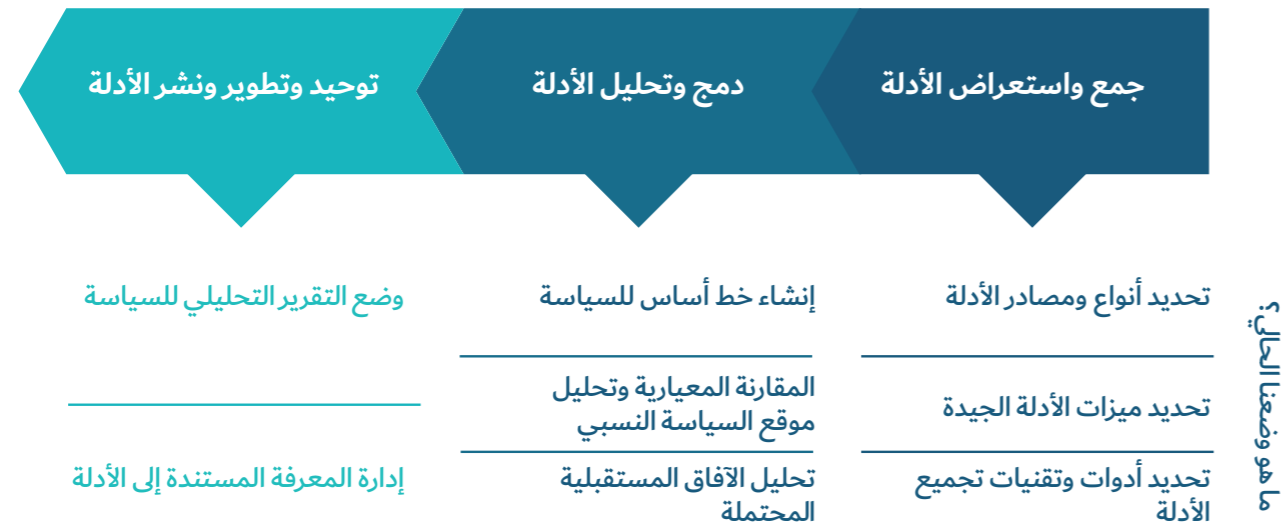 جمع واستعراض الأدلة
دمج وتحليل الأدلة
توحيد وتطوير ونشر الأدلة
ما هو وضعنا الحالي؟
تحديد أنواع ومصادر الأدلة
تحديد ميزات الأدلة الجيدة
تحديد أدوات وتقنيات تجميع
الأدلة
إنشاء خط أساس للسياسة
المقارنة المعيارية وتحليل
موقع السياسة النسبي
تحليل الآفاق المستقبلية
المحتملة
وضع التقرير التحليلي للسياسة
إدارة المعرفة المستندة إلى الأدلة